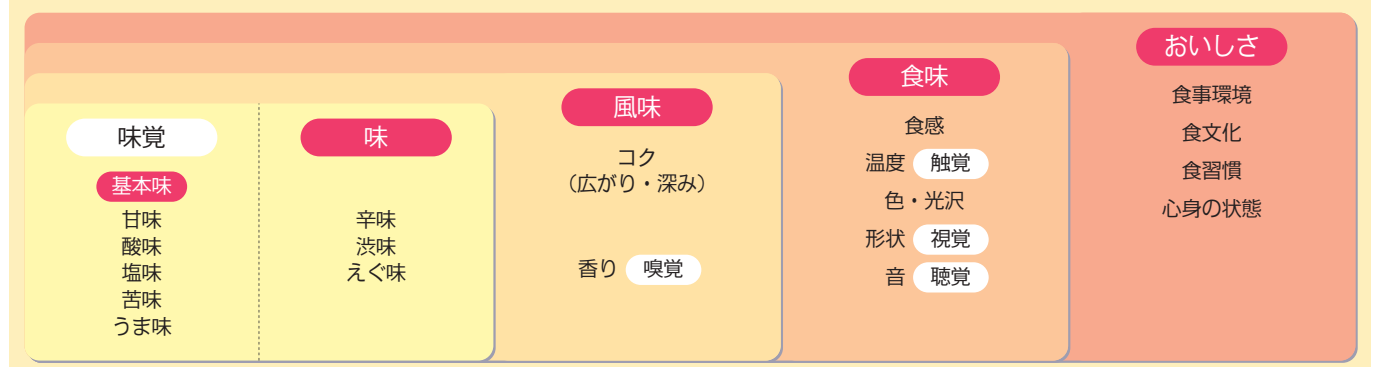 味覚
基本味
甘味
酸味
塩味
苦味
うま味
味
辛味
渋味
えぐ味
風味
コク
（広がり・深み）
香り 嗅覚
食味
食感
温度 触覚
色・光沢
形状 視覚
音 聴覚
おいしさ
食事環境
食文化
食習慣
心身の状態